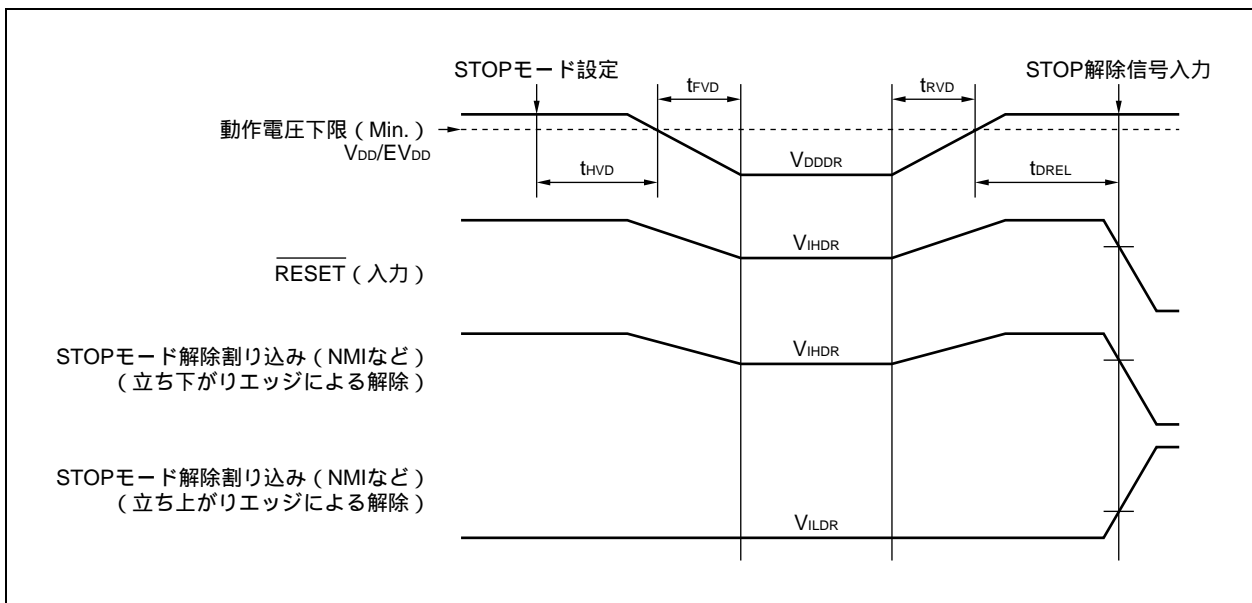 STOPモード設定
STOP解除信号入力
tFVD
tRVD
動作電圧下限（Min.）
VDD/EVDD
VDDDR
tHVD
tDREL
RESET（入力）
VIHDR
STOPモード解除割り込み（NMIなど）
（立ち下がりエッジによる解除）
VIHDR
STOPモード解除割り込み（NMIなど）
（立ち上がりエッジによる解除）
VILDR